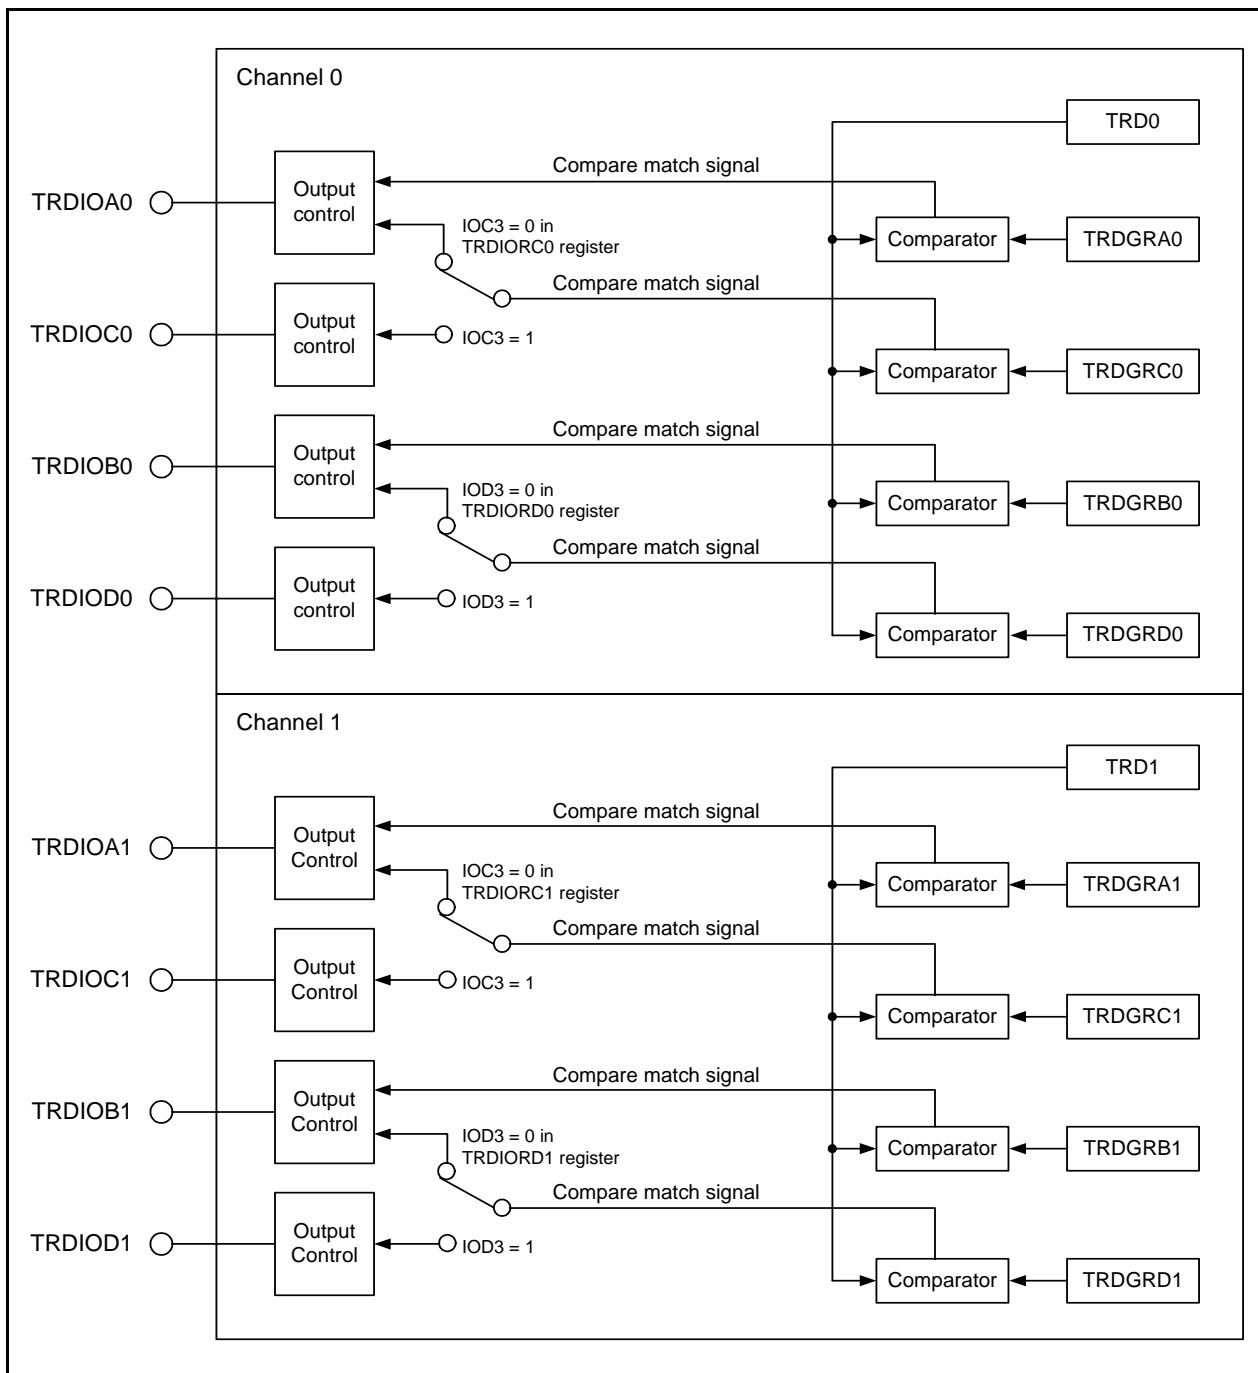 Channel 0
TRD0
Compare match signal
TRDIOA0
Output
control
IOC3 = 0 in
TRDIORC0 register
Comparator
TRDGRA0
Compare match signal
TRDIOC0
Output
control
IOC3 = 1
Comparator
TRDGRC0
Compare match signal
TRDIOB0
Output
control
IOD3 = 0 in
TRDIORD0 register
Comparator
TRDGRB0
Compare match signal
TRDIOD0
Output
control
IOD3 = 1
Comparator
TRDGRD0
Channel 1
TRD1
Compare match signal
TRDIOA1
Output
Control
IOC3 = 0 in
TRDIORC1 register
Comparator
TRDGRA1
Compare match signal
TRDIOC1
Output
Control
IOC3 = 1
Comparator
TRDGRC1
Compare match signal
TRDIOB1
Output
Control
IOD3 = 0 in
TRDIORD1 register
Comparator
TRDGRB1
Compare match signal
TRDIOD1
Output
Control
IOD3 = 1
Comparator
TRDGRD1